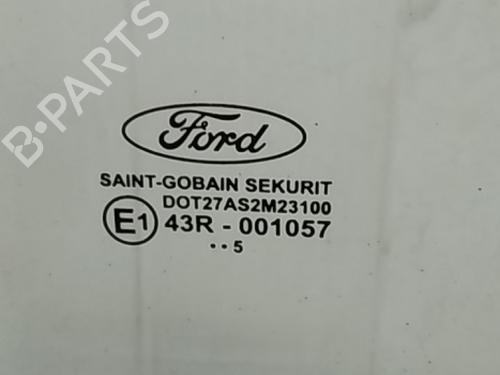 B-PARTS
Ford
SAINT-GOBAIN SEKURIT
DOT27AS2M23100
E1 43R - 001057
••5